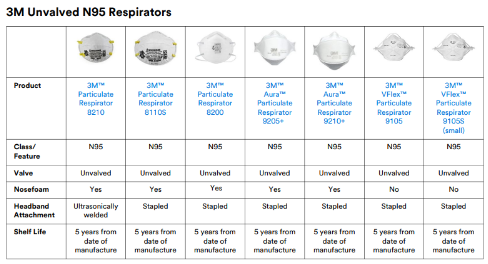 3M Unvalved N95 Respirators
Product 3M™ Particulate Respirator 8210 3M™ Particulate Respirator 8110S 3M™ Particulate Respirator 8200 3M™ Aura™ Particulate Respirator 9205+ 3M™ Aura™ Particulate Respirator 9210+ 3M™ VFlex™ Particulate Respirator 9105 3M™ VFlex™ Particulate Respirator 9105S (small)
Class/Feature N95 N95 N95 N95 N95 N95 N95
Valve Unvalved Unvalved Unvalved Unvalved Unvalved Unvalved Unvalved
Nosefoam Yes Yes Yes Yes Yes No No
Headband Attachment Ultrasonically welded Stapled Stapled Stapled Stapled Stapled Stapled
Shelf Life 5 years from date of manufacture 5 years from date of manufacture 5 years from date of manufacture 5 years from date of manufacture 5 years from date of manufacture 5 years from date of manufacture 5 years from date of manufacture